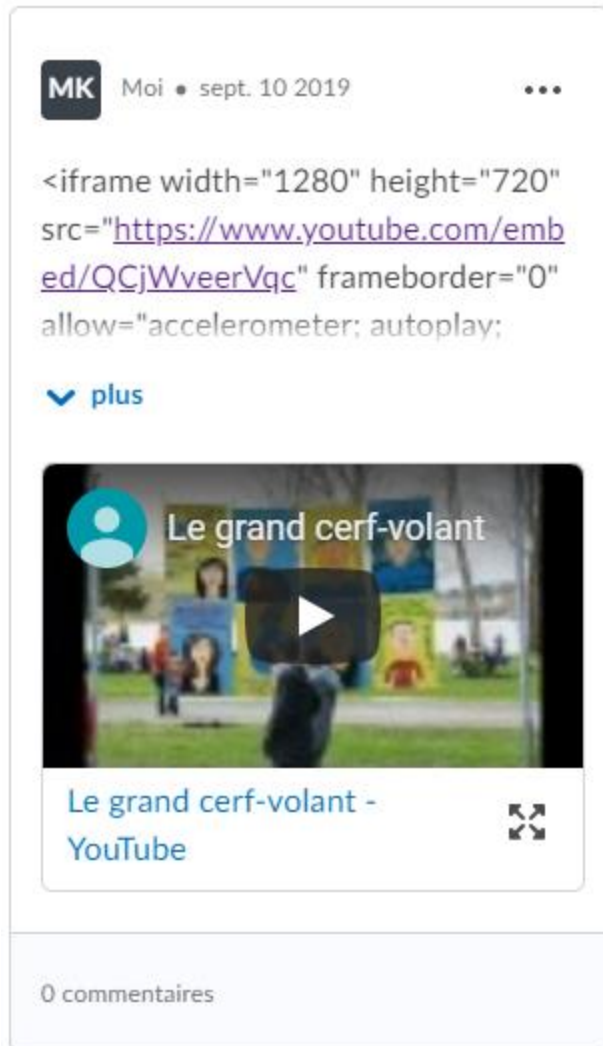 MK Moi • sept. 10 2019 •••
<iframe width="1280" height="720"
src="https://www.youtube.com/emb
ed/QCjWveerVqc" frameborder="0"
allow="accelerometer; autoplay;
plus
Le grand cerf-volant
Le grand cerf-volant -
YouTube
0 commentaires